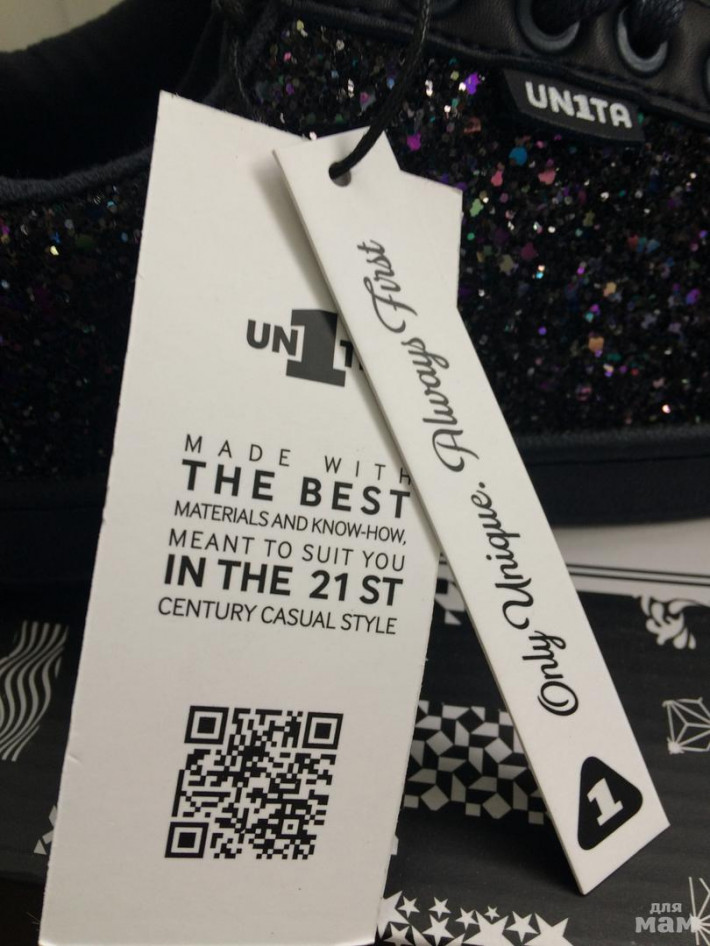 UN1TA
UN1T
MADE WITH
THE BEST
MATERIALS AND KNOW-HOW,
MEANT TO SUIT YOU
IN THE 21 ST
CENTURY CASUAL STYLE
Only Unique. Always First
1
для
мам